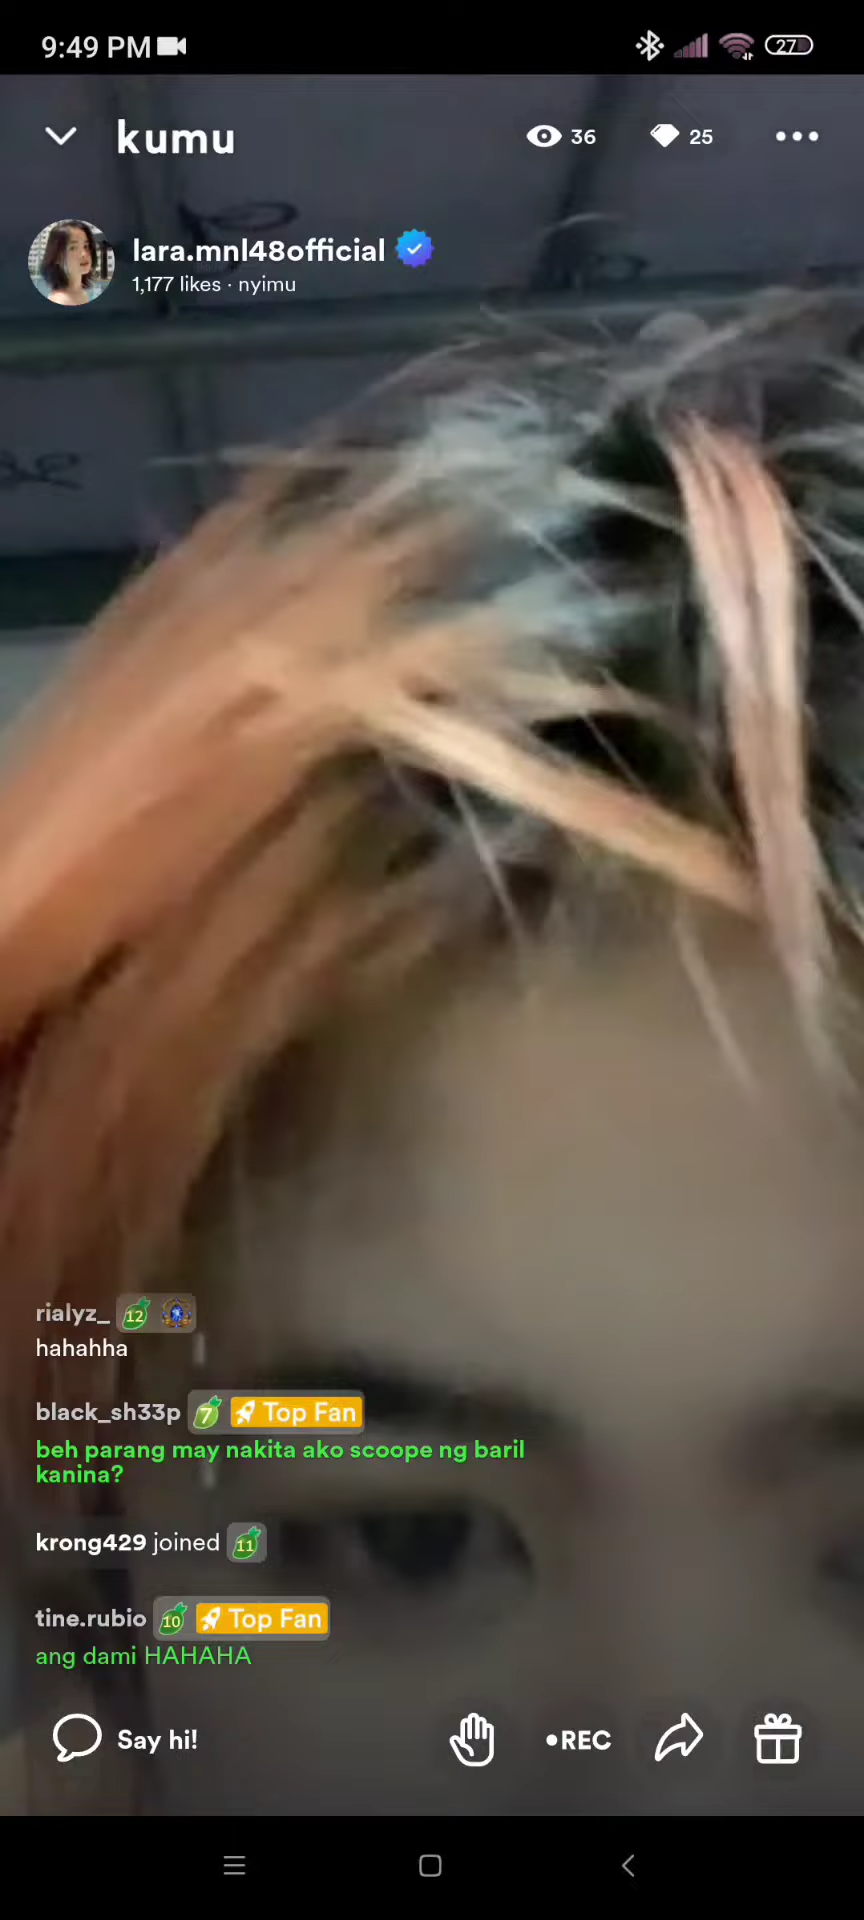 9:49 PM
27
kumu
36
25
lara.mnl48official
1,177 likes · nyimu
rialyz_ 12
hahahha
black_sh33p 7 Top Fan
beh parang may nakita ako scoope ng baril
kanina?
krong429 joined 11
tine.rubio 10 Top Fan
ang dami HAHAHA
Say hi!
•REC